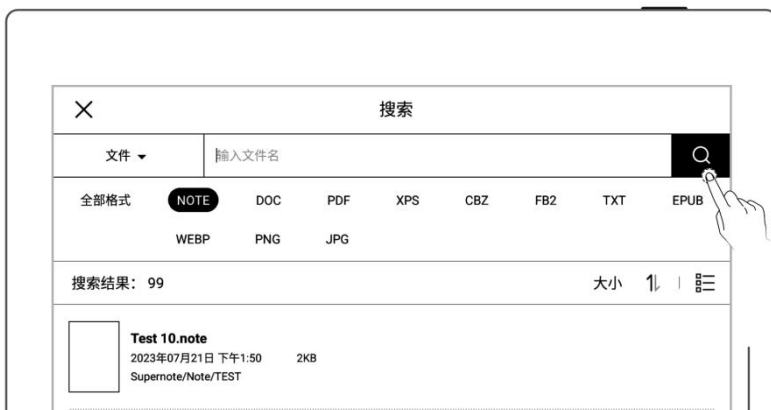 搜索
文件 输入文件名
全部格式 NOTE DOC PDF XPS CBZ FB2 TXT EPUB
WEBP PNG JPG
搜索结果： 99 大小
Test 10.note
2023年07月21日 下午1:50 2KB
Supernote/Note/TEST